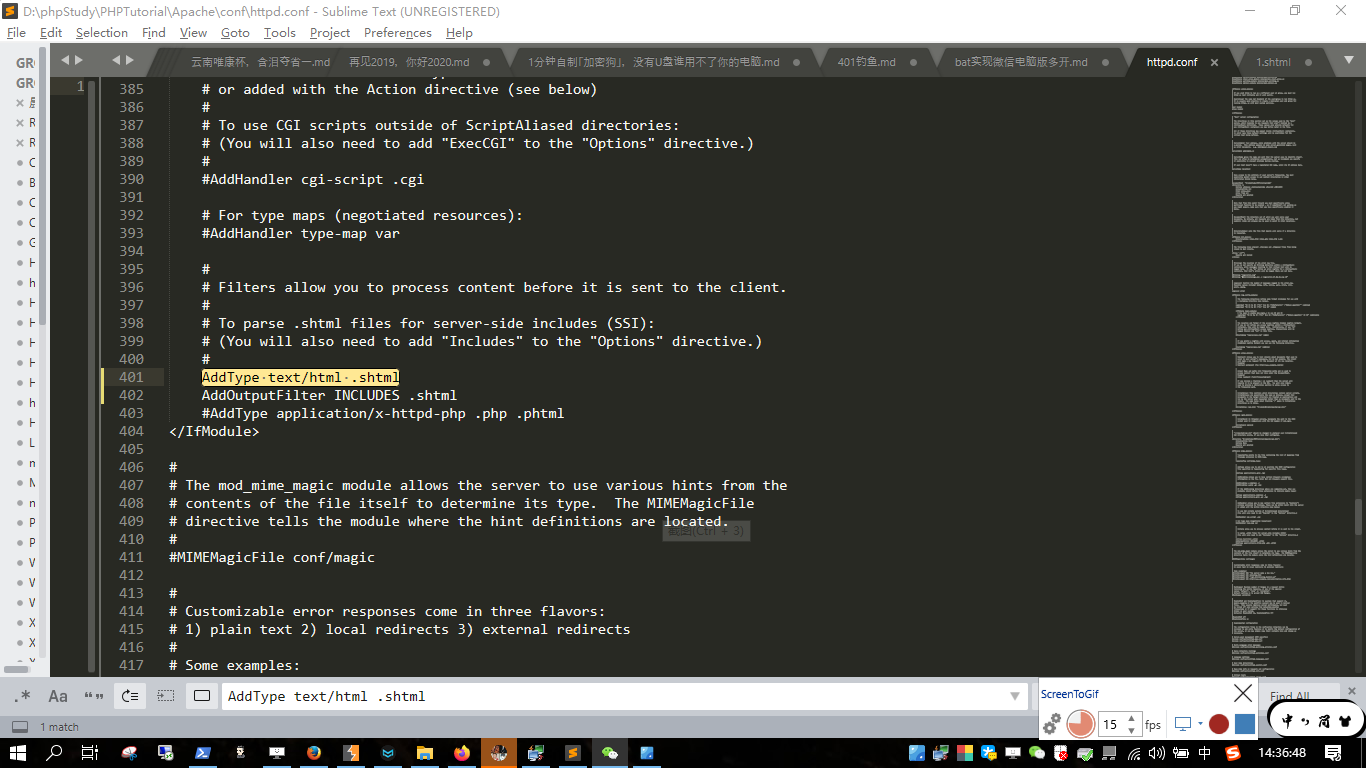 D:\phpStudy\PHPTutorial\Apache\conf\httpd.conf - Sublime Text (UNREGISTERED)
File Edit Selection Find View Goto Tools Project Preferences Help
云南唯康杯，含泪夺省一.md
再见2019，你好2020.md
1分钟自制「加密狗」，没有U盘谁用不了你的电脑.md
401钓鱼.md
bat实现微信电脑版多开.md
httpd.conf
1.shtml
1
385 # or added with the Action directive (see below)
386 #
387 # To use CGI scripts outside of ScriptAliased directories:
388 # (You will also need to add "ExecCGI" to the "Options" directive.)
389 #
390 #AddHandler cgi-script .cgi
391
392 # For type maps (negotiated resources):
393 #AddHandler type-map var
394
395 #
396 # Filters allow you to process content before it is sent to the client.
397 #
398 # To parse .shtml files for server-side includes (SSI):
399 # (You will also need to add "Includes" to the "Options" directive.)
400 #
401 AddType text/html .shtml
402 AddOutputFilter INCLUDES .shtml
403 #AddType application/x-httpd-php .php .phtml
404 </IfModule>
405
406 #
407 # The mod_mime_magic module allows the server to use various hints from the
408 # contents of the file itself to determine its type.  The MIMEMagicFile
409 # directive tells the module where the hint definitions are located.
410 #
411 #MIMEMagicFile conf/magic
412
413 #
414 # Customizable error responses come in three flavors:
415 # 1) plain text 2) local redirects 3) external redirects
416 #
417 # Some examples:
截图(Ctrl + 3)
.* Aa “” AddType text/html .shtml
Find All
1 match
ScreenToGif
15 fps
中 简
中
14:36:48